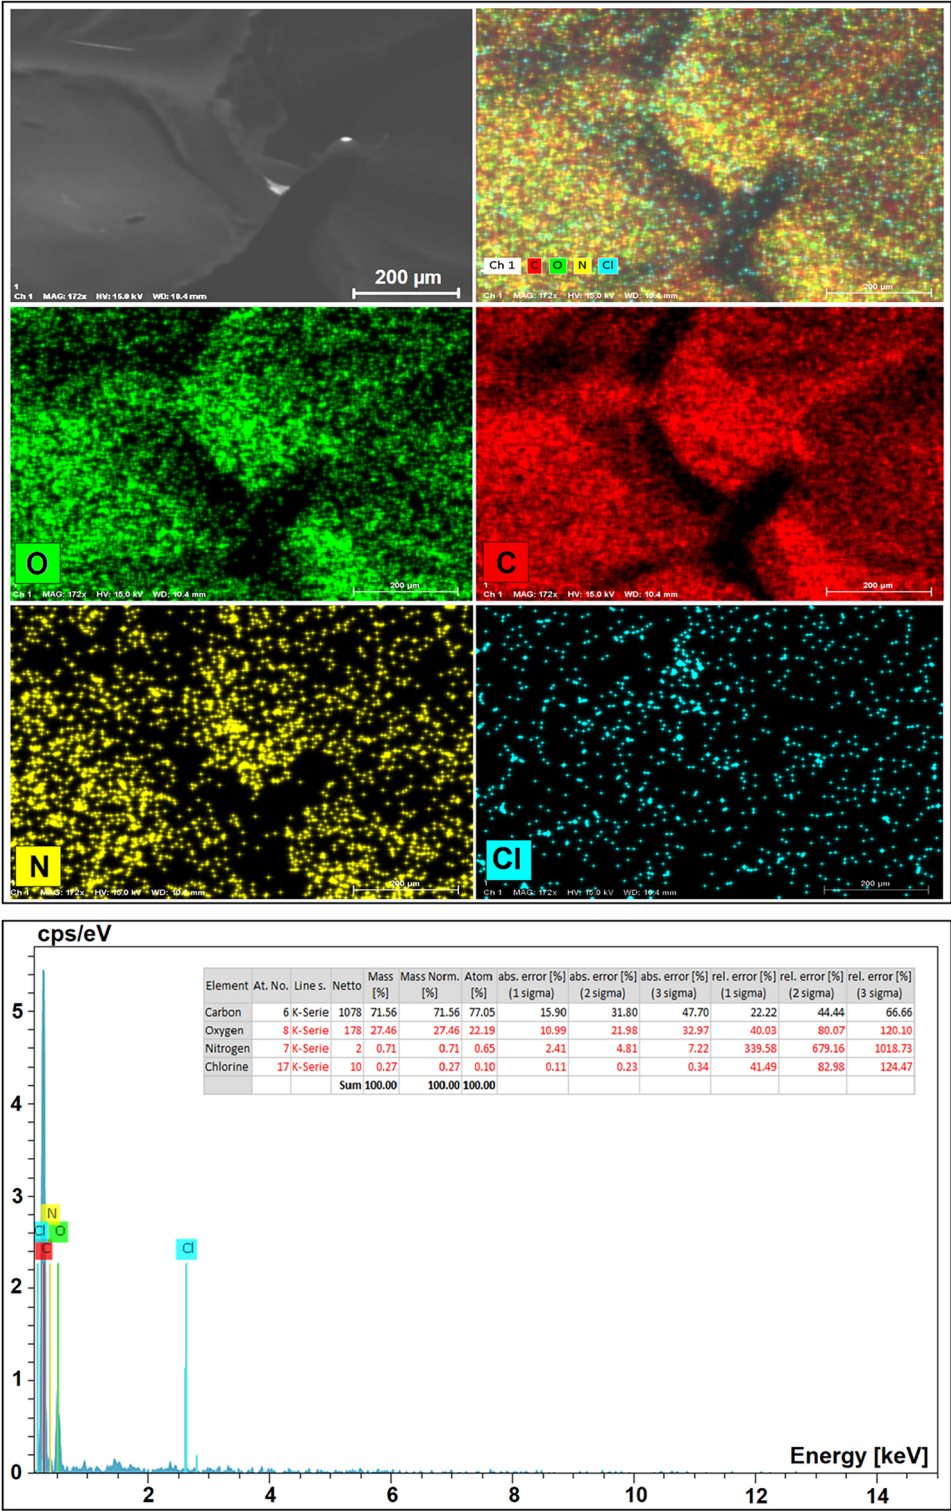 200 µm
1
Ch 1 MAG: 172x HV: 15.0 kV WD: 10.4 mm
Ch 1 C O N Cl
200 µm
1
Ch 1 MAG: 172x HV: 15.0 kV WD: 10.4 mm
O
200 µm
1
Ch 1 MAG: 172x HV: 15.0 kV WD: 10.4 mm
C
200 µm
1
Ch 1 MAG: 172x HV: 15.0 kV WD: 10.4 mm
N
200 µm
Ch 1 MAG: 172x HV: 15.0 kV WD: 10.4 mm
Cl
200 µm
1
Ch 1 MAG: 172x HV: 15.0 kV WD: 10.4 mm
cps/eV
Element At. No. Line s. Netto Mass [%] Mass Norm. [%] Atom [%] abs. error [%] (1 sigma) abs. error [%] (2 sigma) abs. error [%] (3 sigma) rel. error [%] (1 sigma) rel. error [%] (2 sigma) rel. error [%] (3 sigma)
Carbon 6 K-Serie 1078 71.56 71.56 77.05 15.90 31.80 47.70 22.22 44.44 66.66
Oxygen 8 K-Serie 178 27.46 27.46 22.19 10.99 21.98 32.97 40.03 80.07 120.10
Nitrogen 7 K-Serie 2 0.71 0.71 0.65 2.41 4.81 7.22 339.58 679.16 1018.73
Chlorine 17 K-Serie 10 0.27 0.27 0.10 0.11 0.23 0.34 41.49 82.98 124.47
Sum 100.00 100.00 100.00
5
4
3
N
Cl O
C Cl
2
1
0
Energy [keV]
2 4 6 8 10 12 14